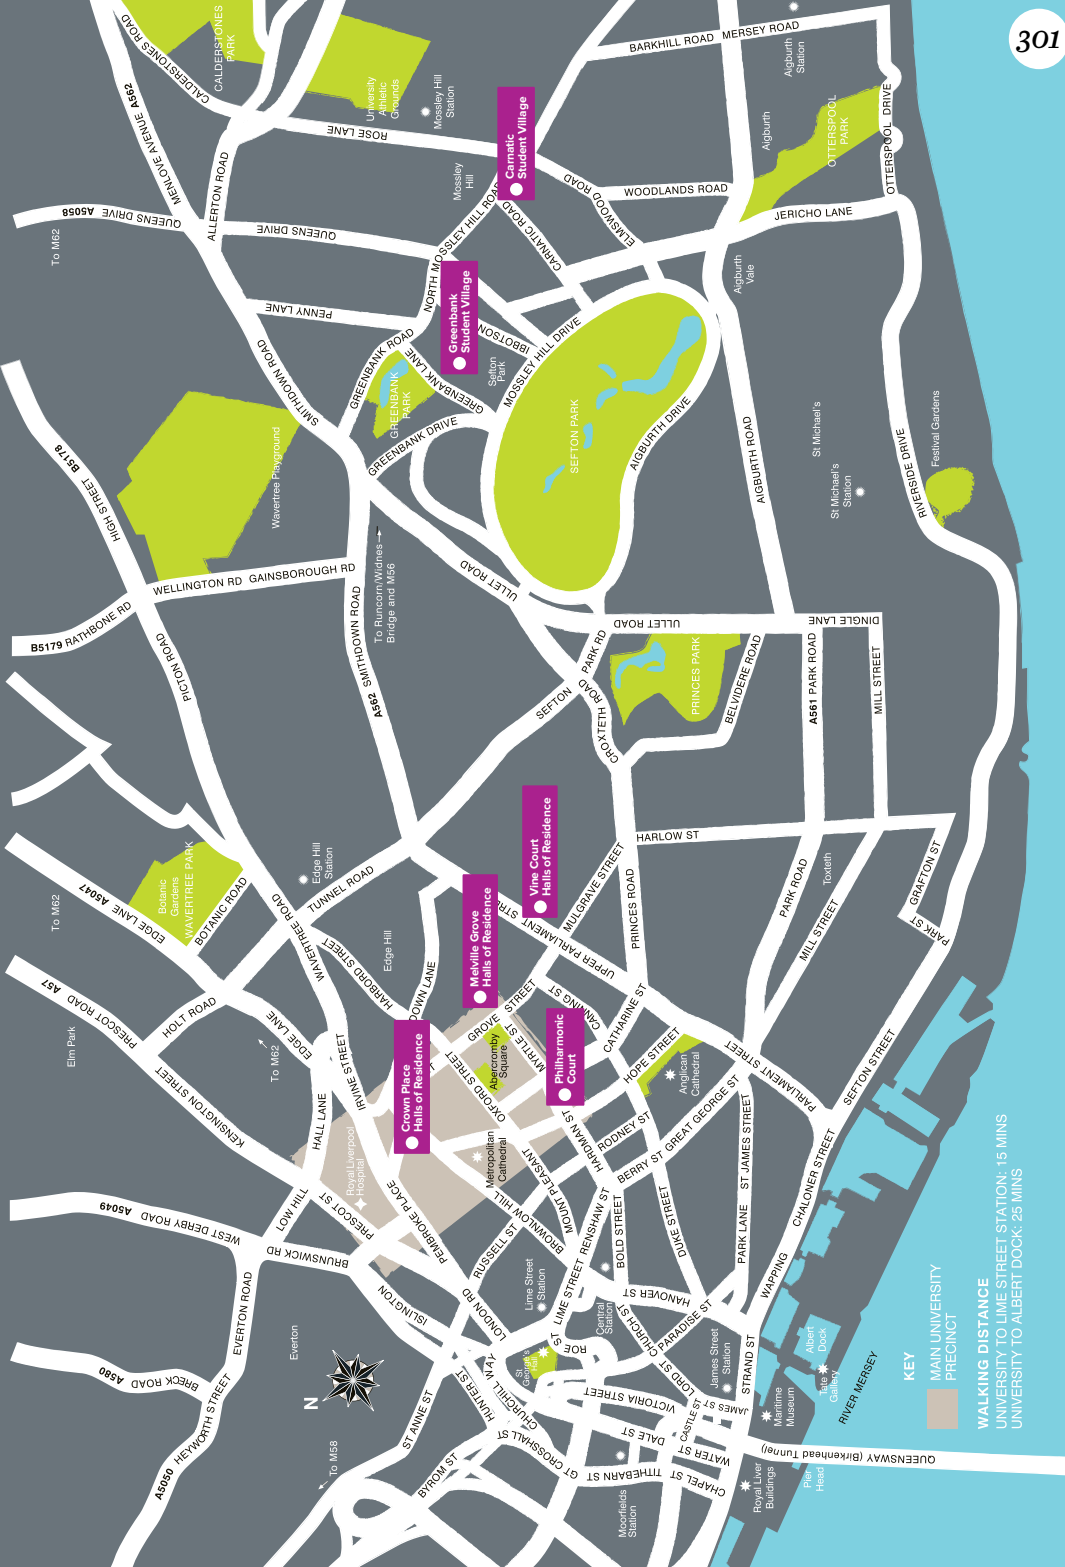 301
CALDERSTONES ROAD
CALDERSTONES
PARK
University
Athletic
Grounds
Mossley Hill
Station
BARKHILL ROAD
MERSEY ROAD
Aigburth
Station
MENLOVE AVENUE A562
ROSE LANE
Carnatic
Student Village
Aigburth
OTTERSPOOL
PARK
OTTERSPOOL DRIVE
ALLERTON ROAD
Mossley
Hill
ELMSWOOD ROAD
WOODLANDS ROAD
JERICHO LANE
To M62
QUEENS DRIVE A5058
QUEENS DRIVE
NORTH MOSSLEY HILL ROAD
CARNATIC ROAD
Aigburth
Vale
PENNY LANE
Greenbank
Student Village
IBBOTSON
MOSSLEY HILL DRIVE
SMITHDOWN ROAD
GREENBANK ROAD
GREENBANK
PARK
GREENBANK LANE
Sefton
Park
GREENBANK DRIVE
SEFTON PARK
AIGBURTH DRIVE
AIGBURTH ROAD
St Michael's
St Michael's
Station
RIVERSIDE DRIVE
Festival Gardens
HIGH STREET B5178
Wavertree Playground
WELLINGTON RD
GAINSBOROUGH RD
To Runcorn/Widnes
Bridge and M56
ULLET ROAD
B5179 RATHBONE RD
PICTON ROAD
A562 SMITHDOWN ROAD
SEFTON PARK RD
ULLET ROAD
DINGLE LANE
PRINCES PARK
BELVIDERE ROAD
A561 PARK ROAD
MILL STREET
CROXTETH ROAD
HARLOW ST
To M62
A5047
EDGE LANE
Botanic
Gardens
WAVERTREE PARK
BOTANIC ROAD
Edge Hill
Station
TUNNEL ROAD
WAVERTREE ROAD
Vine Court
Halls of Residence
MULGRAVE STREET
PRINCES ROAD
PARK ROAD
Toxteth
MILL STREET
GRAFTON ST
PARK ST
A57
PRESCOT ROAD
Elm Park
HOLT ROAD
EDGE LANE
To M62
HARBORD STREET
Edge Hill
Melville Grove
Halls of Residence
UPPER PARLIAMENT
GROVE STREET
CANNING ST
CATHARINE ST
MYRTLE ST
Abercromby
Square
OXFORD STREET
Philharmonic
Court
HOPE STREET
Anglican
Cathedral
PARLIAMENT STREET
SEFTON STREET
KENSINGTON STREET
HALL LANE
IRVINE STREET
Crown Place
Halls of Residence
Metropolitan
Cathedral
HARDMAN ST
RODNEY ST
BERRY ST
GREAT GEORGE ST
ST JAMES STREET
CHALONER STREET
A5049
WEST DERBY ROAD
LOW HILL
PRESCOT ST
Royal Liverpool
Hospital
PEMBROKE PLACE
BROWNLOW HILL
MOUNT PLEASANT
RUSSELL ST
RENSHAW ST
BOLD STREET
DUKE STREET
PARK LANE
WAPPING
BRUNSWICK RD
EVERTON ROAD
ISLINGTON
LONDON RD
Lime Street
Station
LIME STREET
Central
Station
HANOVER ST
CHURCH ST
PARADISE ST
A580
BRECK ROAD
HEYWORTH STREET
A5050
Everton
N
To M58
ST ANNE ST
BYROM ST
HUNTER ST
CHURCHILL WAY
St
George's
Hall
ROE ST
VICTORIA STREET
LORD ST
James Street
Station
JAMES ST
STRAND ST
Albert
Dock
Tate
Gallery
Maritime
Museum
RIVER MERSEY
GT CROSSHALL ST
DALE ST
CASTLE ST
WATER ST
TITHEBARN ST
CHAPEL ST
Moorfields
Station
Royal Liver
Buildings
Pier
Head
QUEENSWAY (Birkenhead Tunnel)
KEY
MAIN UNIVERSITY
PRECINCT
WALKING DISTANCE
UNIVERSITY TO LIME STREET STATION: 15 MINS
UNIVERSITY TO ALBERT DOCK: 25 MINS